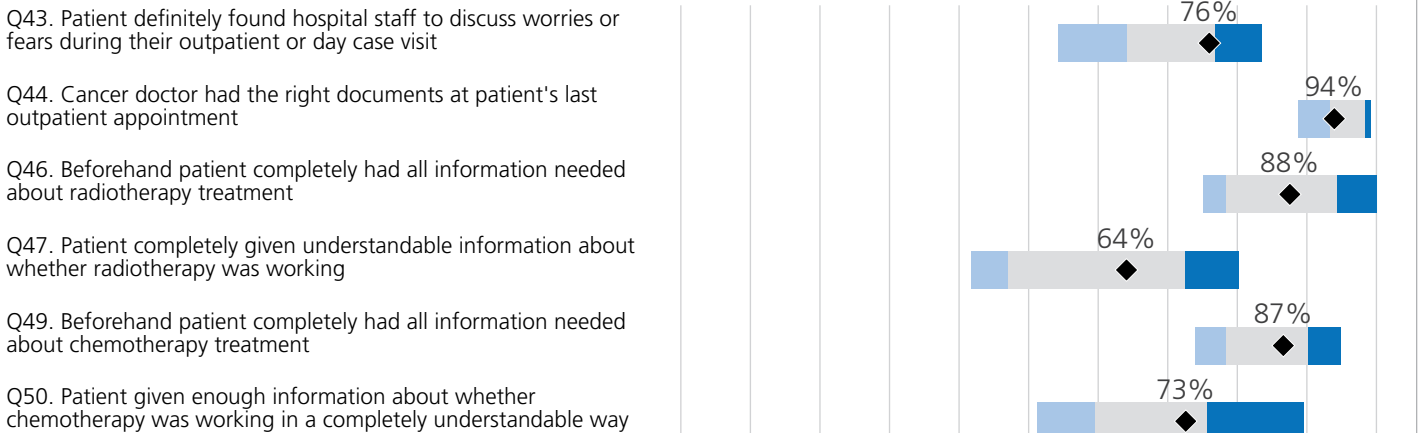 Q43. Patient definitely found hospital staff to discuss worries or
fears during their outpatient or day case visit
76%
Q44. Cancer doctor had the right documents at patient's last
outpatient appointment
94%
Q46. Beforehand patient completely had all information needed
about radiotherapy treatment
88%
Q47. Patient completely given understandable information about
whether radiotherapy was working
64%
Q49. Beforehand patient completely had all information needed
about chemotherapy treatment
87%
Q50. Patient given enough information about whether
chemotherapy was working in a completely understandable way
73%